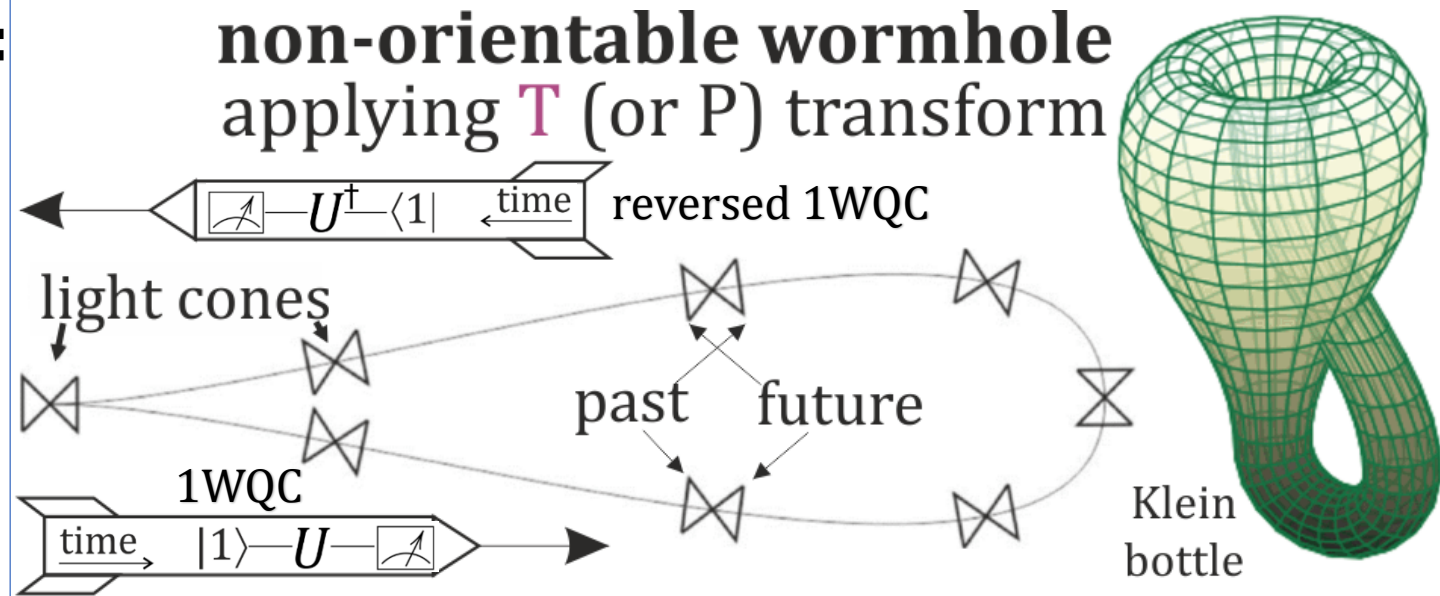 :
non-orientable wormhole
applying T (or P) transform
U† ⟨1| time
reversed 1WQC
light cones
past future
1WQC
time |1⟩ U
Klein
bottle